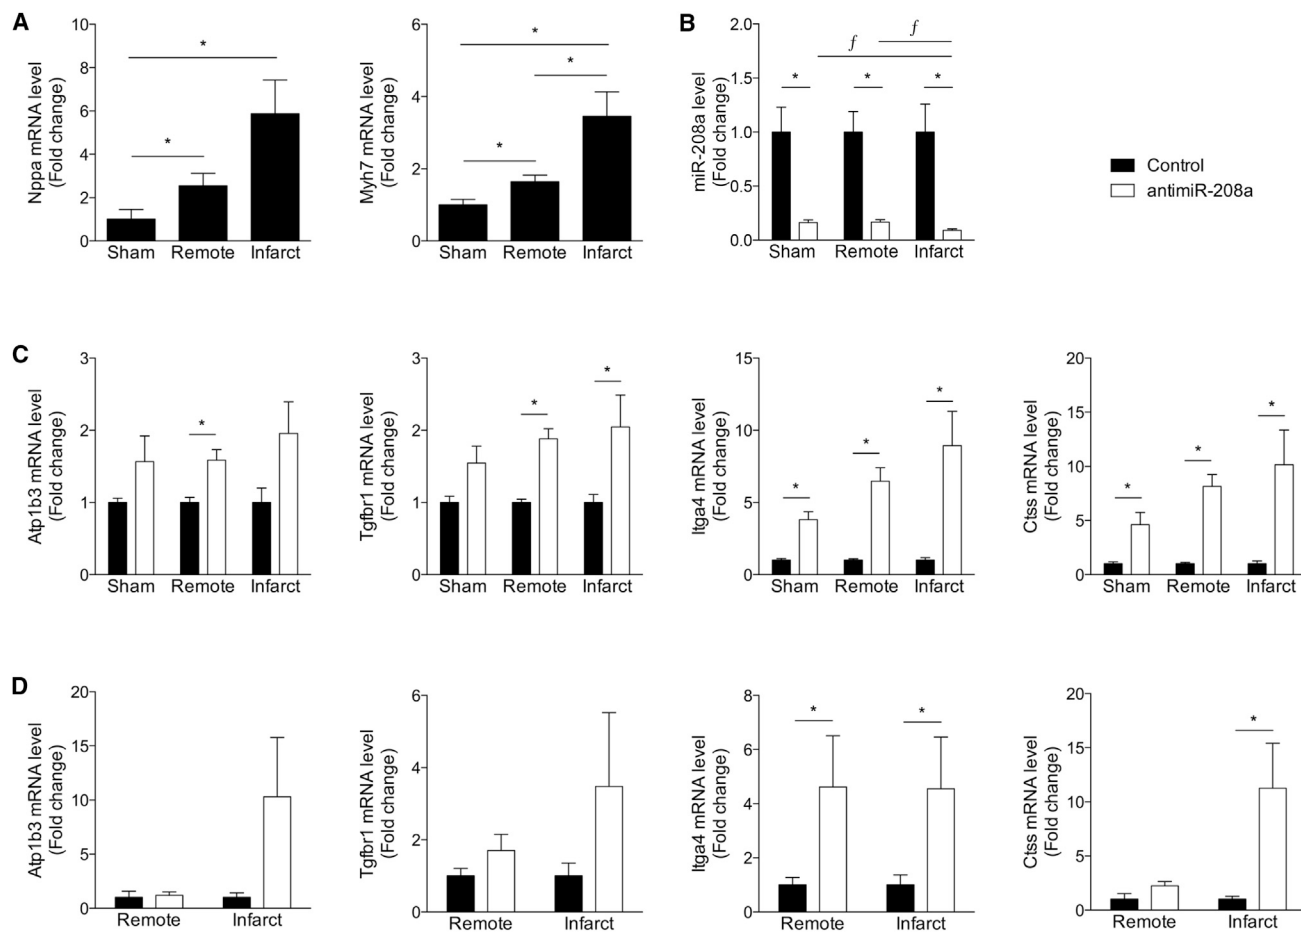 A
Nppa mRNA level
(Fold change)
10
8
6
4
2
0
*
*
Sham Remote Infarct
Myh7 mRNA level
(Fold change)
6
4
2
0
*
*
*
Sham Remote Infarct
B
miR-208a level
(Fold change)
2.0
1.5
1.0
0.5
0.0
ƒ
ƒ
* * *
Sham Remote Infarct
Control
antimiR-208a
C
Atp1b3 mRNA level
(Fold change)
3
2
1
0
*
Sham Remote Infarct
Tgfbr1 mRNA level
(Fold change)
3
2
1
0
*
*
Sham Remote Infarct
Itga4 mRNA level
(Fold change)
15
10
5
0
*
*
*
Sham Remote Infarct
Ctss mRNA level
(Fold change)
20
15
10
5
0
*
*
*
Sham Remote Infarct
D
Atp1b3 mRNA level
(Fold change)
20
15
10
5
0
Remote Infarct
Tgfbr1 mRNA level
(Fold change)
6
4
2
0
Remote Infarct
Itga4 mRNA level
(Fold change)
8
6
4
2
0
* *
Remote Infarct
Ctss mRNA level
(Fold change)
20
15
10
5
0
*
Remote Infarct